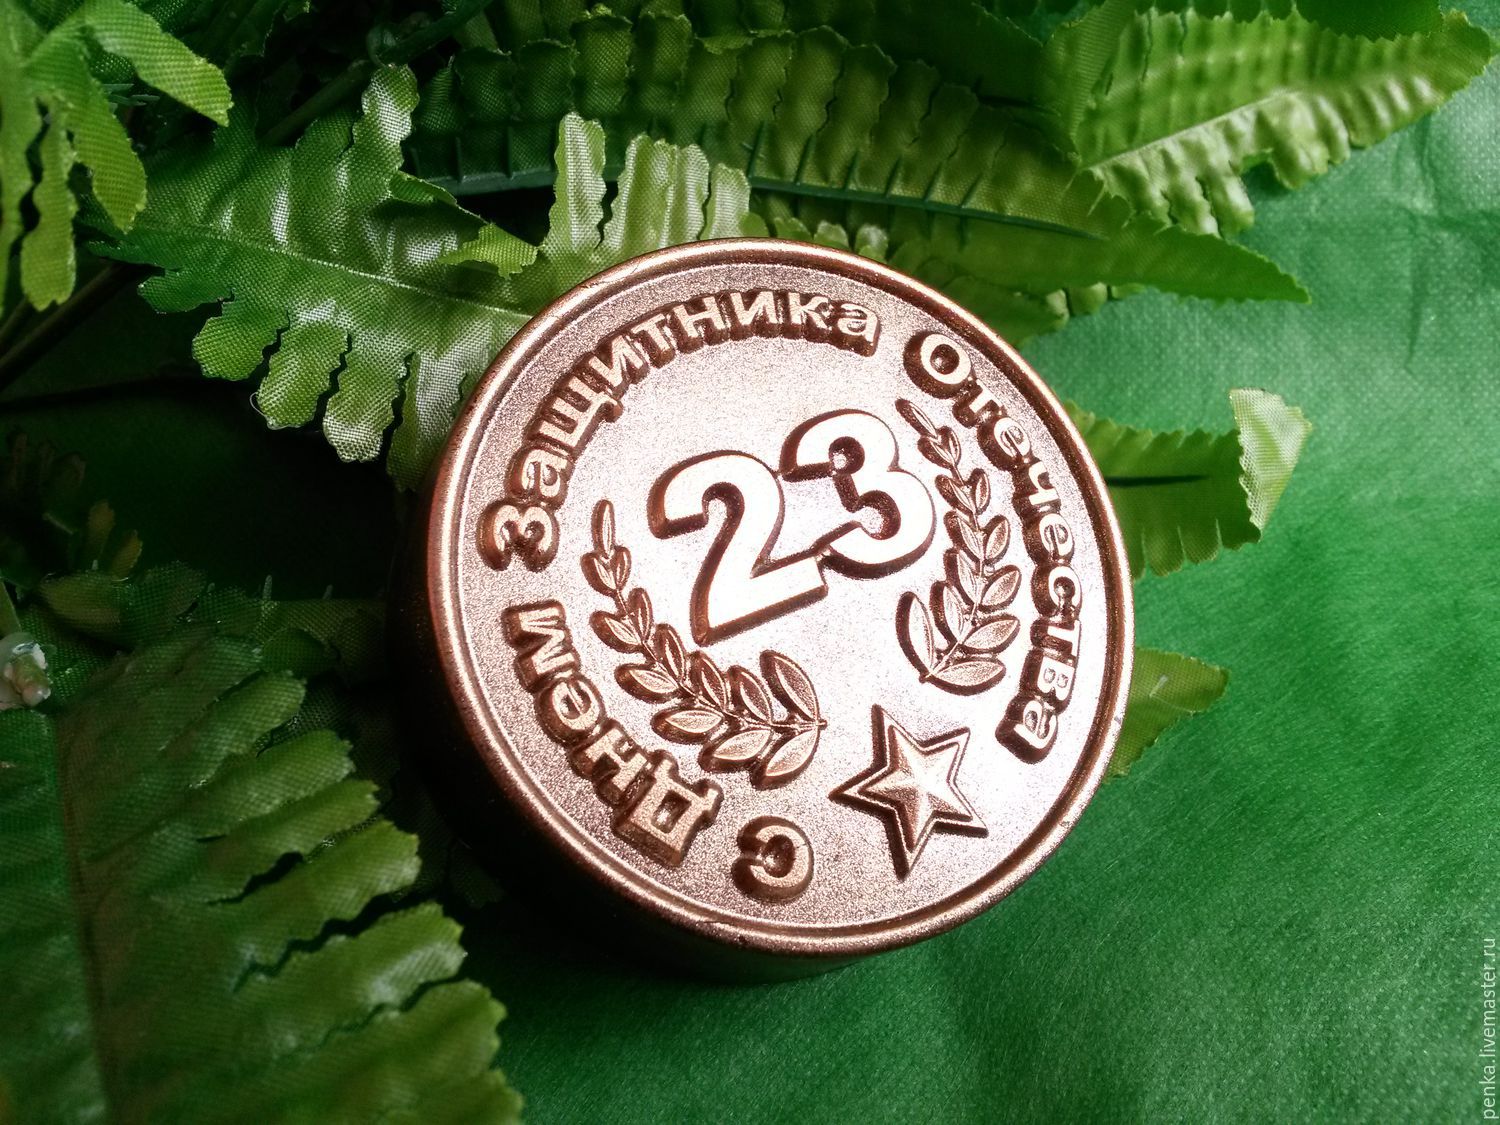 С Днем Защитника Отечества
23
penka.livemaster.ru